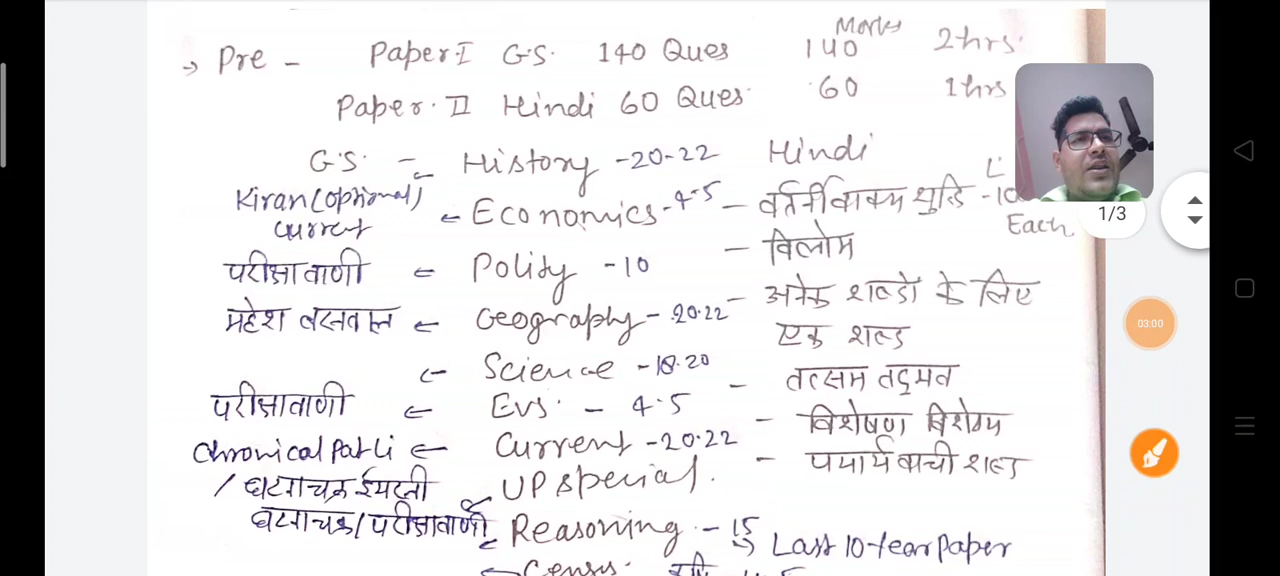 Marks
→ Pre - Paper-I G.S. 140 Ques 140 2hrs.
Paper-II Hindi 60 Ques. 60 1hrs
G.S. - History -20-22 Hindi
Kiran(optional) Current ← Economics -4-5 - वर्तनी वाक्य शुद्धि -10
Each
परीक्षावाणी ← Polity -10 - विलोम
महेश बरनवाल ← Geography - 20-22 - अनेक शब्दों के लिए
एक शब्द
← Science -18-20 - तत्सम तद्भव
परीक्षावाणी ← Evs. - 4-5
Chronical Patli ← Current -20-22 - विशेषण विशेष्य
/ घटनाचक्र ईयरली UP special. - पर्यायवाची शब्द
घटनाचक्र/परीक्षावाणी ← Reasoning - 15
→ Last 10 year paper
← Census.
1/3
03:00